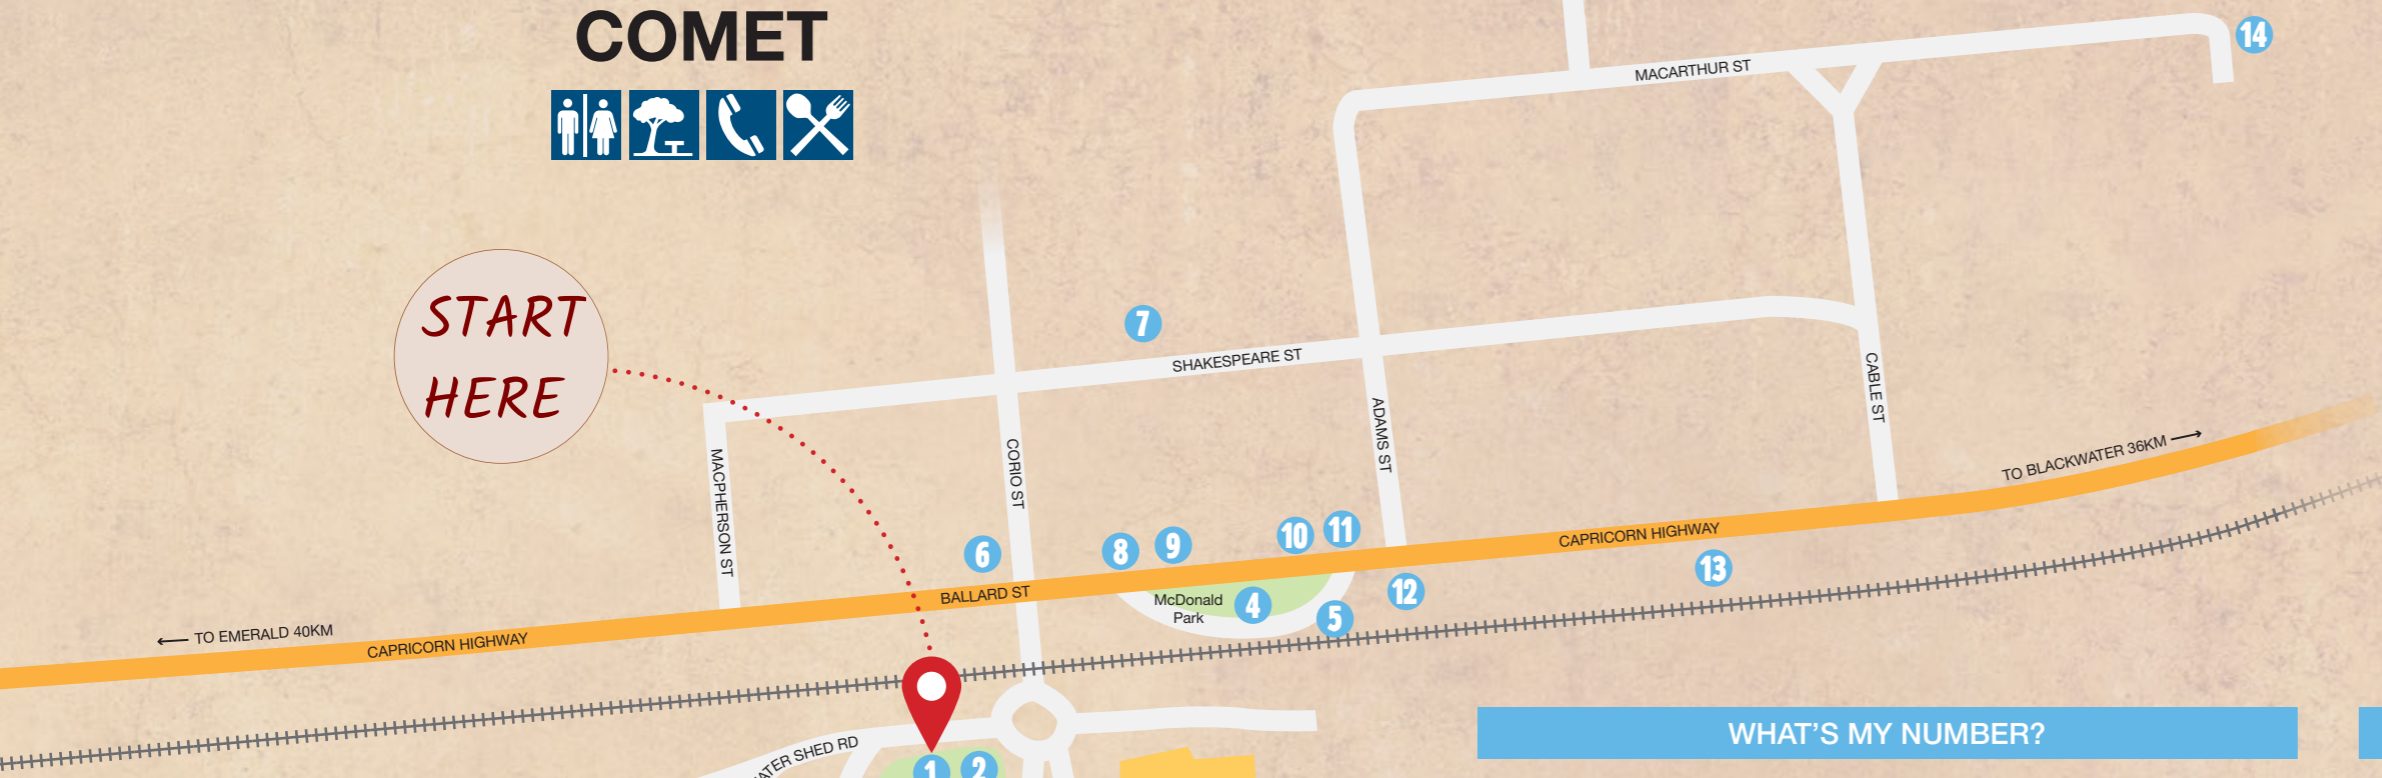 COMET
14
MACARTHUR ST
START
HERE
7
SHAKESPEARE ST
CABLE ST
ADAMS ST
MACPHERSON ST
CORIO ST
TO BLACKWATER 36KM
6
8
9
10
11
CAPRICORN HIGHWAY
13
BALLARD ST
McDonald
Park
4
5
12
TO EMERALD 40KM
CAPRICORN HIGHWAY
SHED RD
1
2
WHAT'S MY NUMBER?